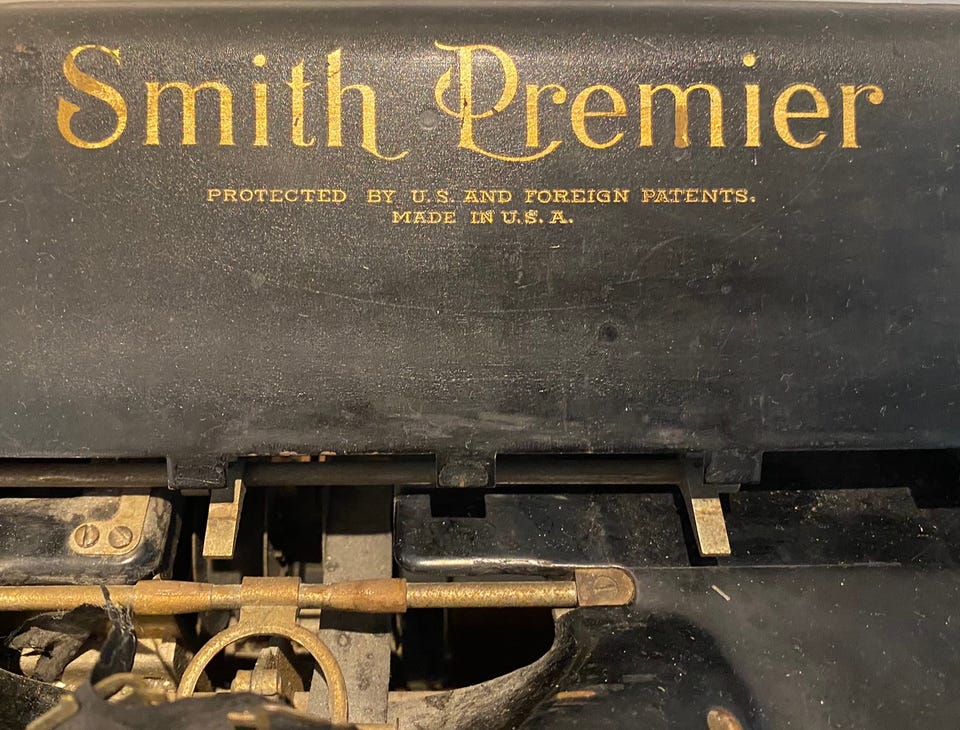 Smith Premier
PROTECTED BY U.S. AND FOREIGN PATENTS.
MADE IN U.S.A.